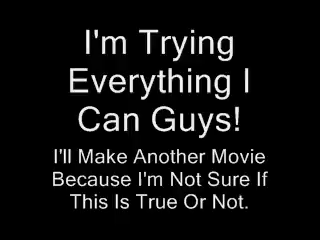 I'm Trying
Everything I
Can Guys!
I'll Make Another Movie
Because I'm Not Sure If
This Is True Or Not.